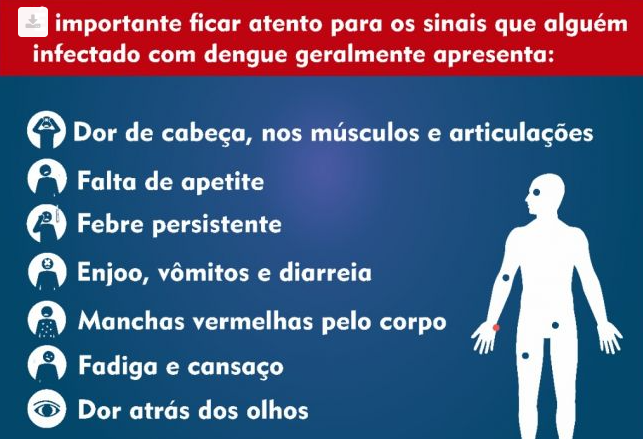 importante ficar atento para os sinais que alguém
infectado com dengue geralmente apresenta:
Dor de cabeça, nos músculos e articulações
Falta de apetite
Febre persistente
Enjoo, vômitos e diarreia
Manchas vermelhas pelo corpo
Fadiga e cansaço
Dor atrás dos olhos